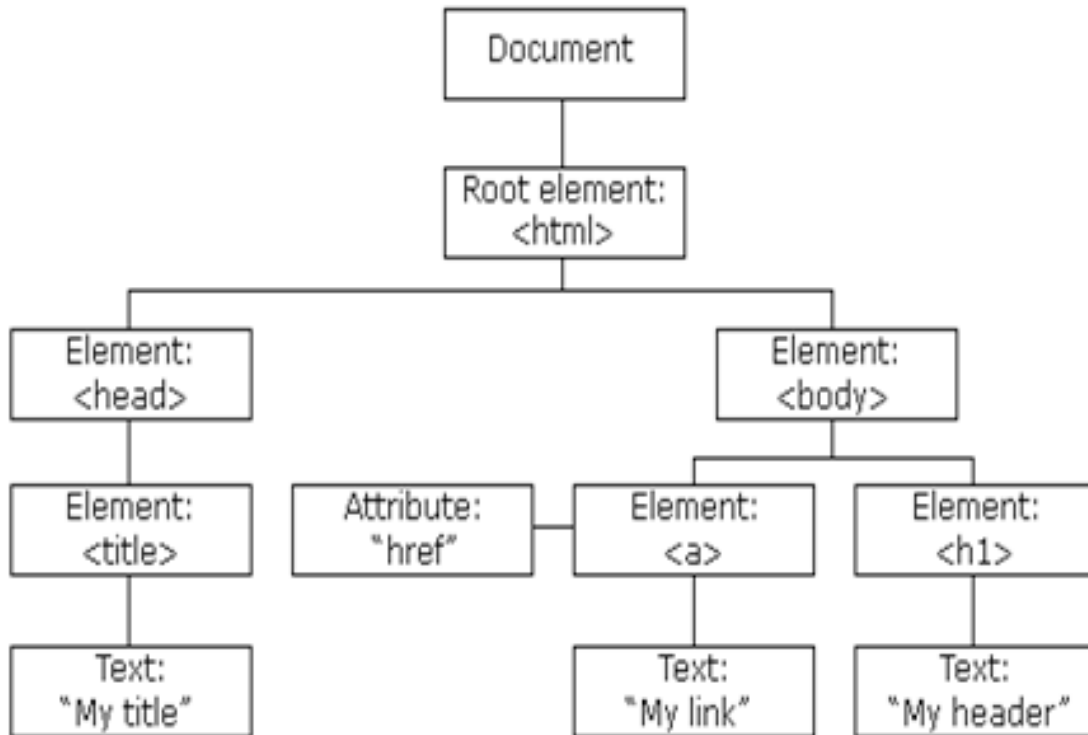 Document
Root element:
<html>
Element:
<head>
Element:
<body>
Element:
<title>
Attribute:
“href”
Element:
<a>
Element:
<h1>
Text:
“My title”
Text:
“My link”
Text:
“My header”